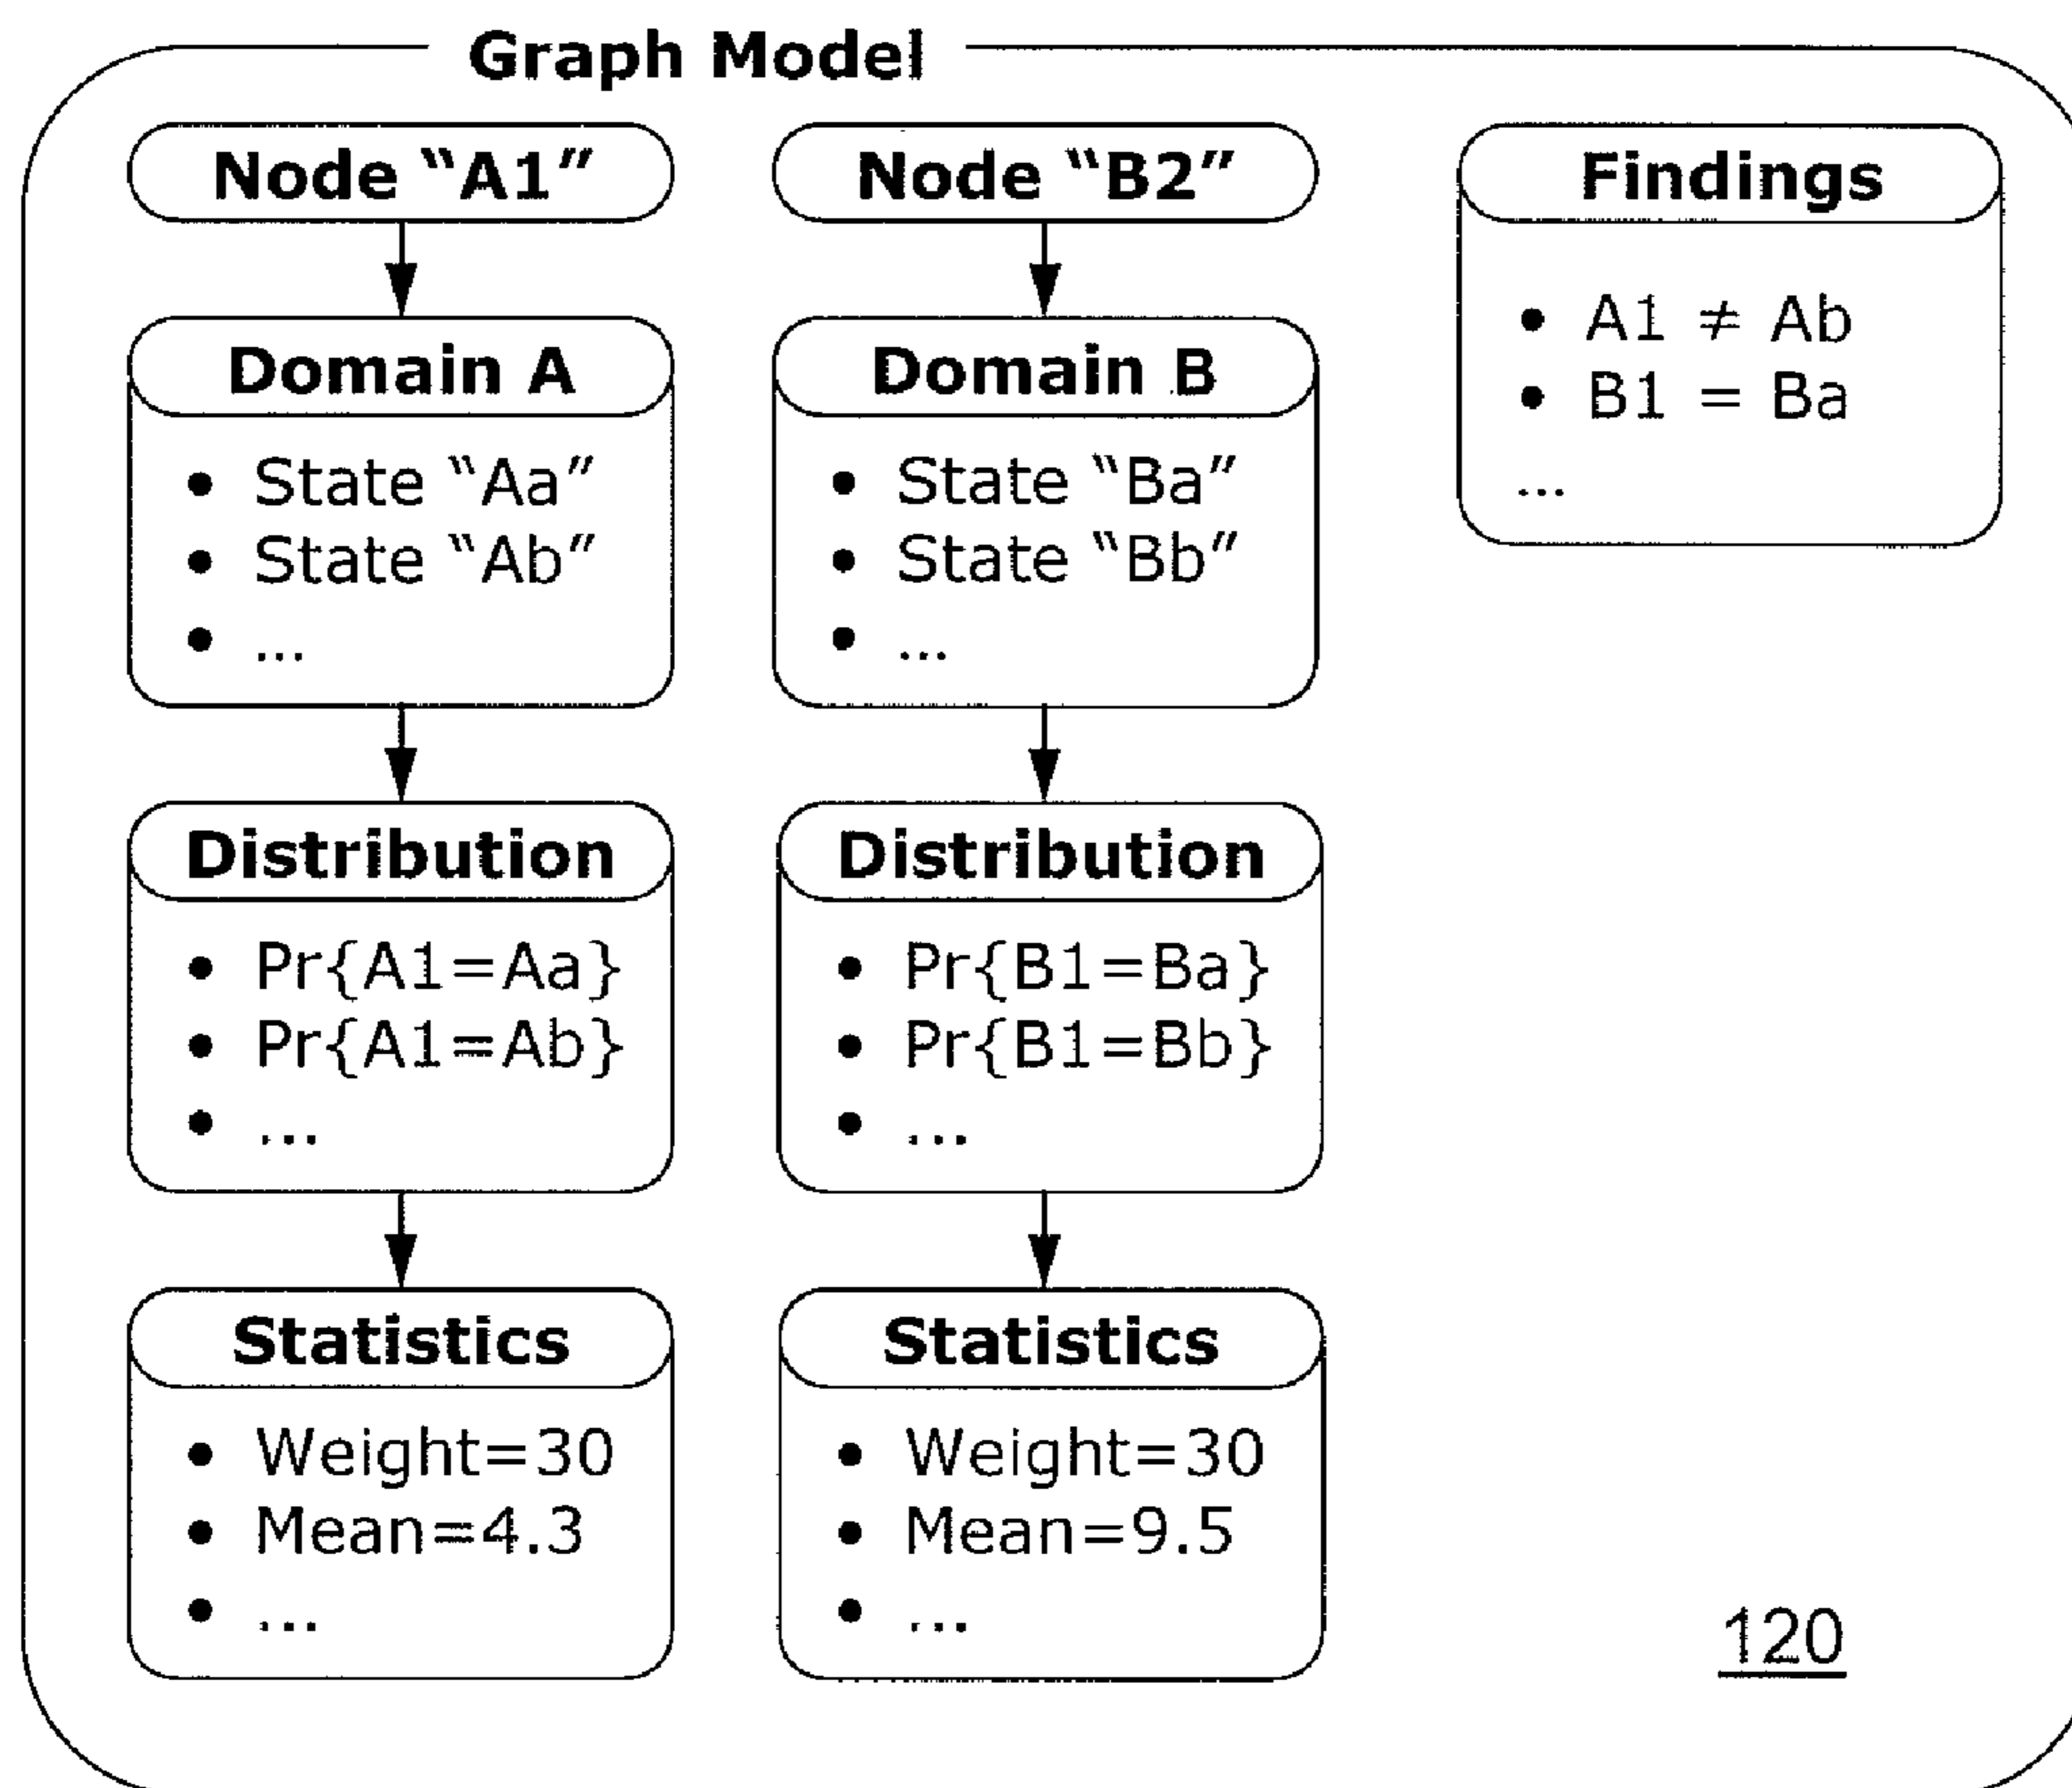 Graph Model
Node “A1”
Domain A
• State “Aa”
• State “Ab”
• ...
Distribution
• Pr{A1=Aa}
• Pr{A1=Ab}
• ...
Statistics
• Weight=30
• Mean=4.3
• ...
Node “B2”
Domain B
• State “Ba”
• State “Bb”
• ...
Distribution
• Pr{B1=Ba}
• Pr{B1=Bb}
• ...
Statistics
• Weight=30
• Mean=9.5
• ...
Findings
• A1 ≠ Ab
• B1 = Ba
...
120